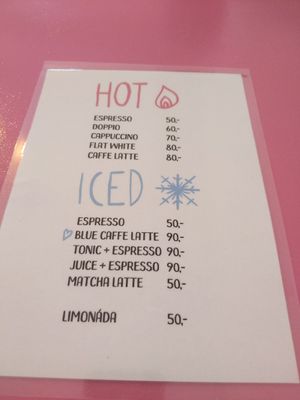 HOT
ESPRESSO 50,-
DOPPIO 60,-
CAPPUCCINO 70,-
FLAT WHITE 80,-
CAFFE LATTE 80,-
ICED
ESPRESSO 50,-
BLUE CAFFE LATTE 90,-
TONIC + ESPRESSO 90,-
JUICE + ESPRESSO 90,-
MATCHA LATTE 50,-
LIMONÁDA 50,-